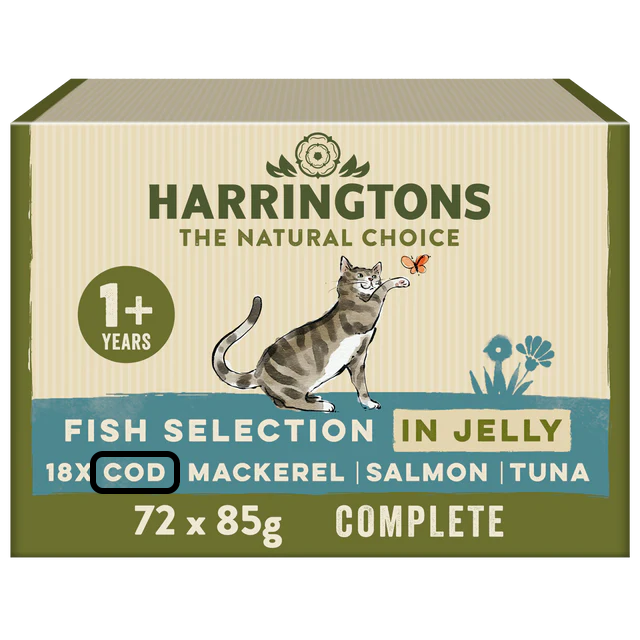 HARRINGTONS
THE NATURAL CHOICE
1+
YEARS
FISH SELECTION IN JELLY
18X COD MACKEREL | SALMON | TUNA
72 x 85g COMPLETE